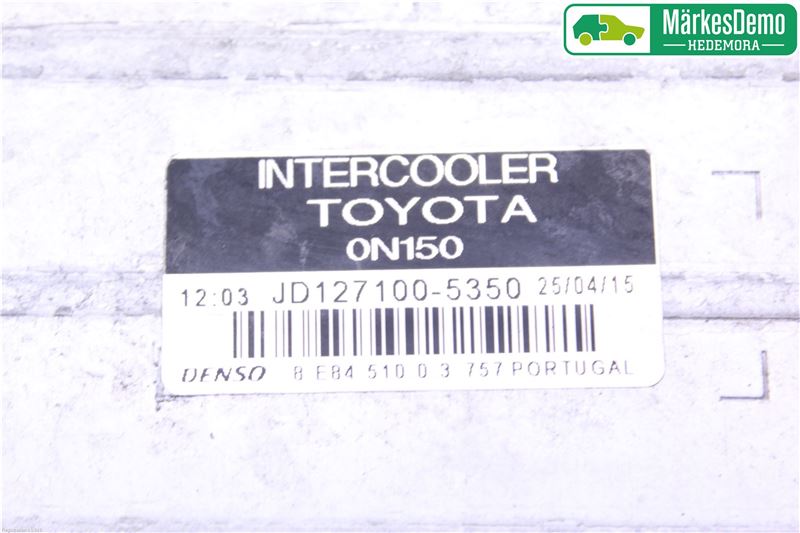 MärkesDemo
HEDEMORA
INTERCOOLER
TOYOTA
0N150
12:03 JD127100-5350 25/04/15
DENSO 8 E84 510 0 3 757 PORTUGAL